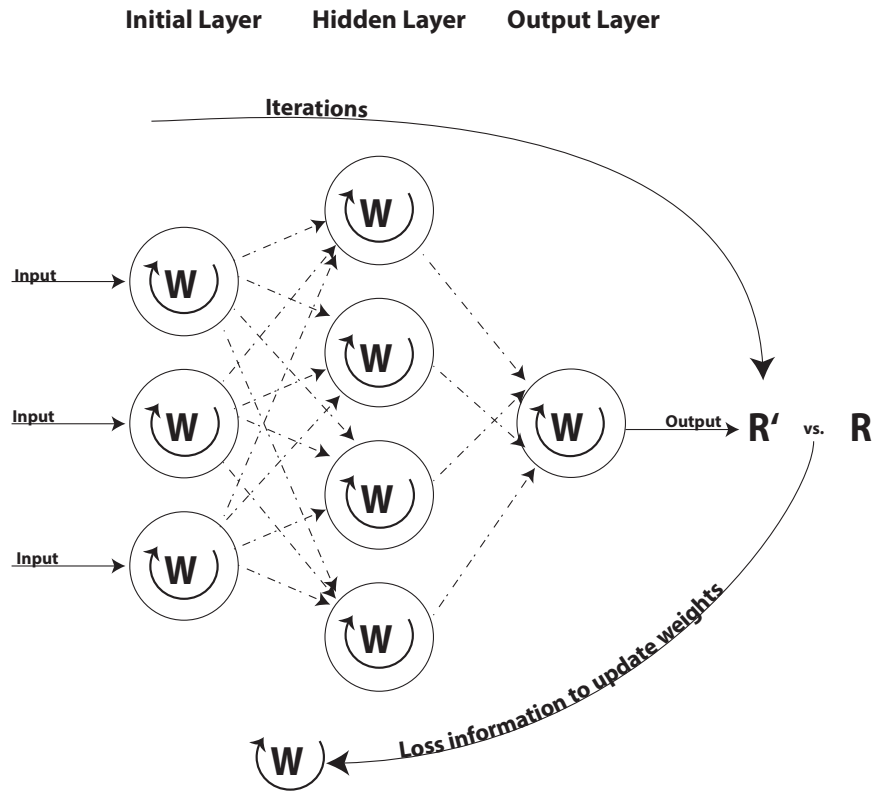 Initial Layer Hidden Layer Output Layer
Iterations
W
Input W
W
Input W
W Output R‘ vs. R
W
Input W
W
Loss information to update weights
W